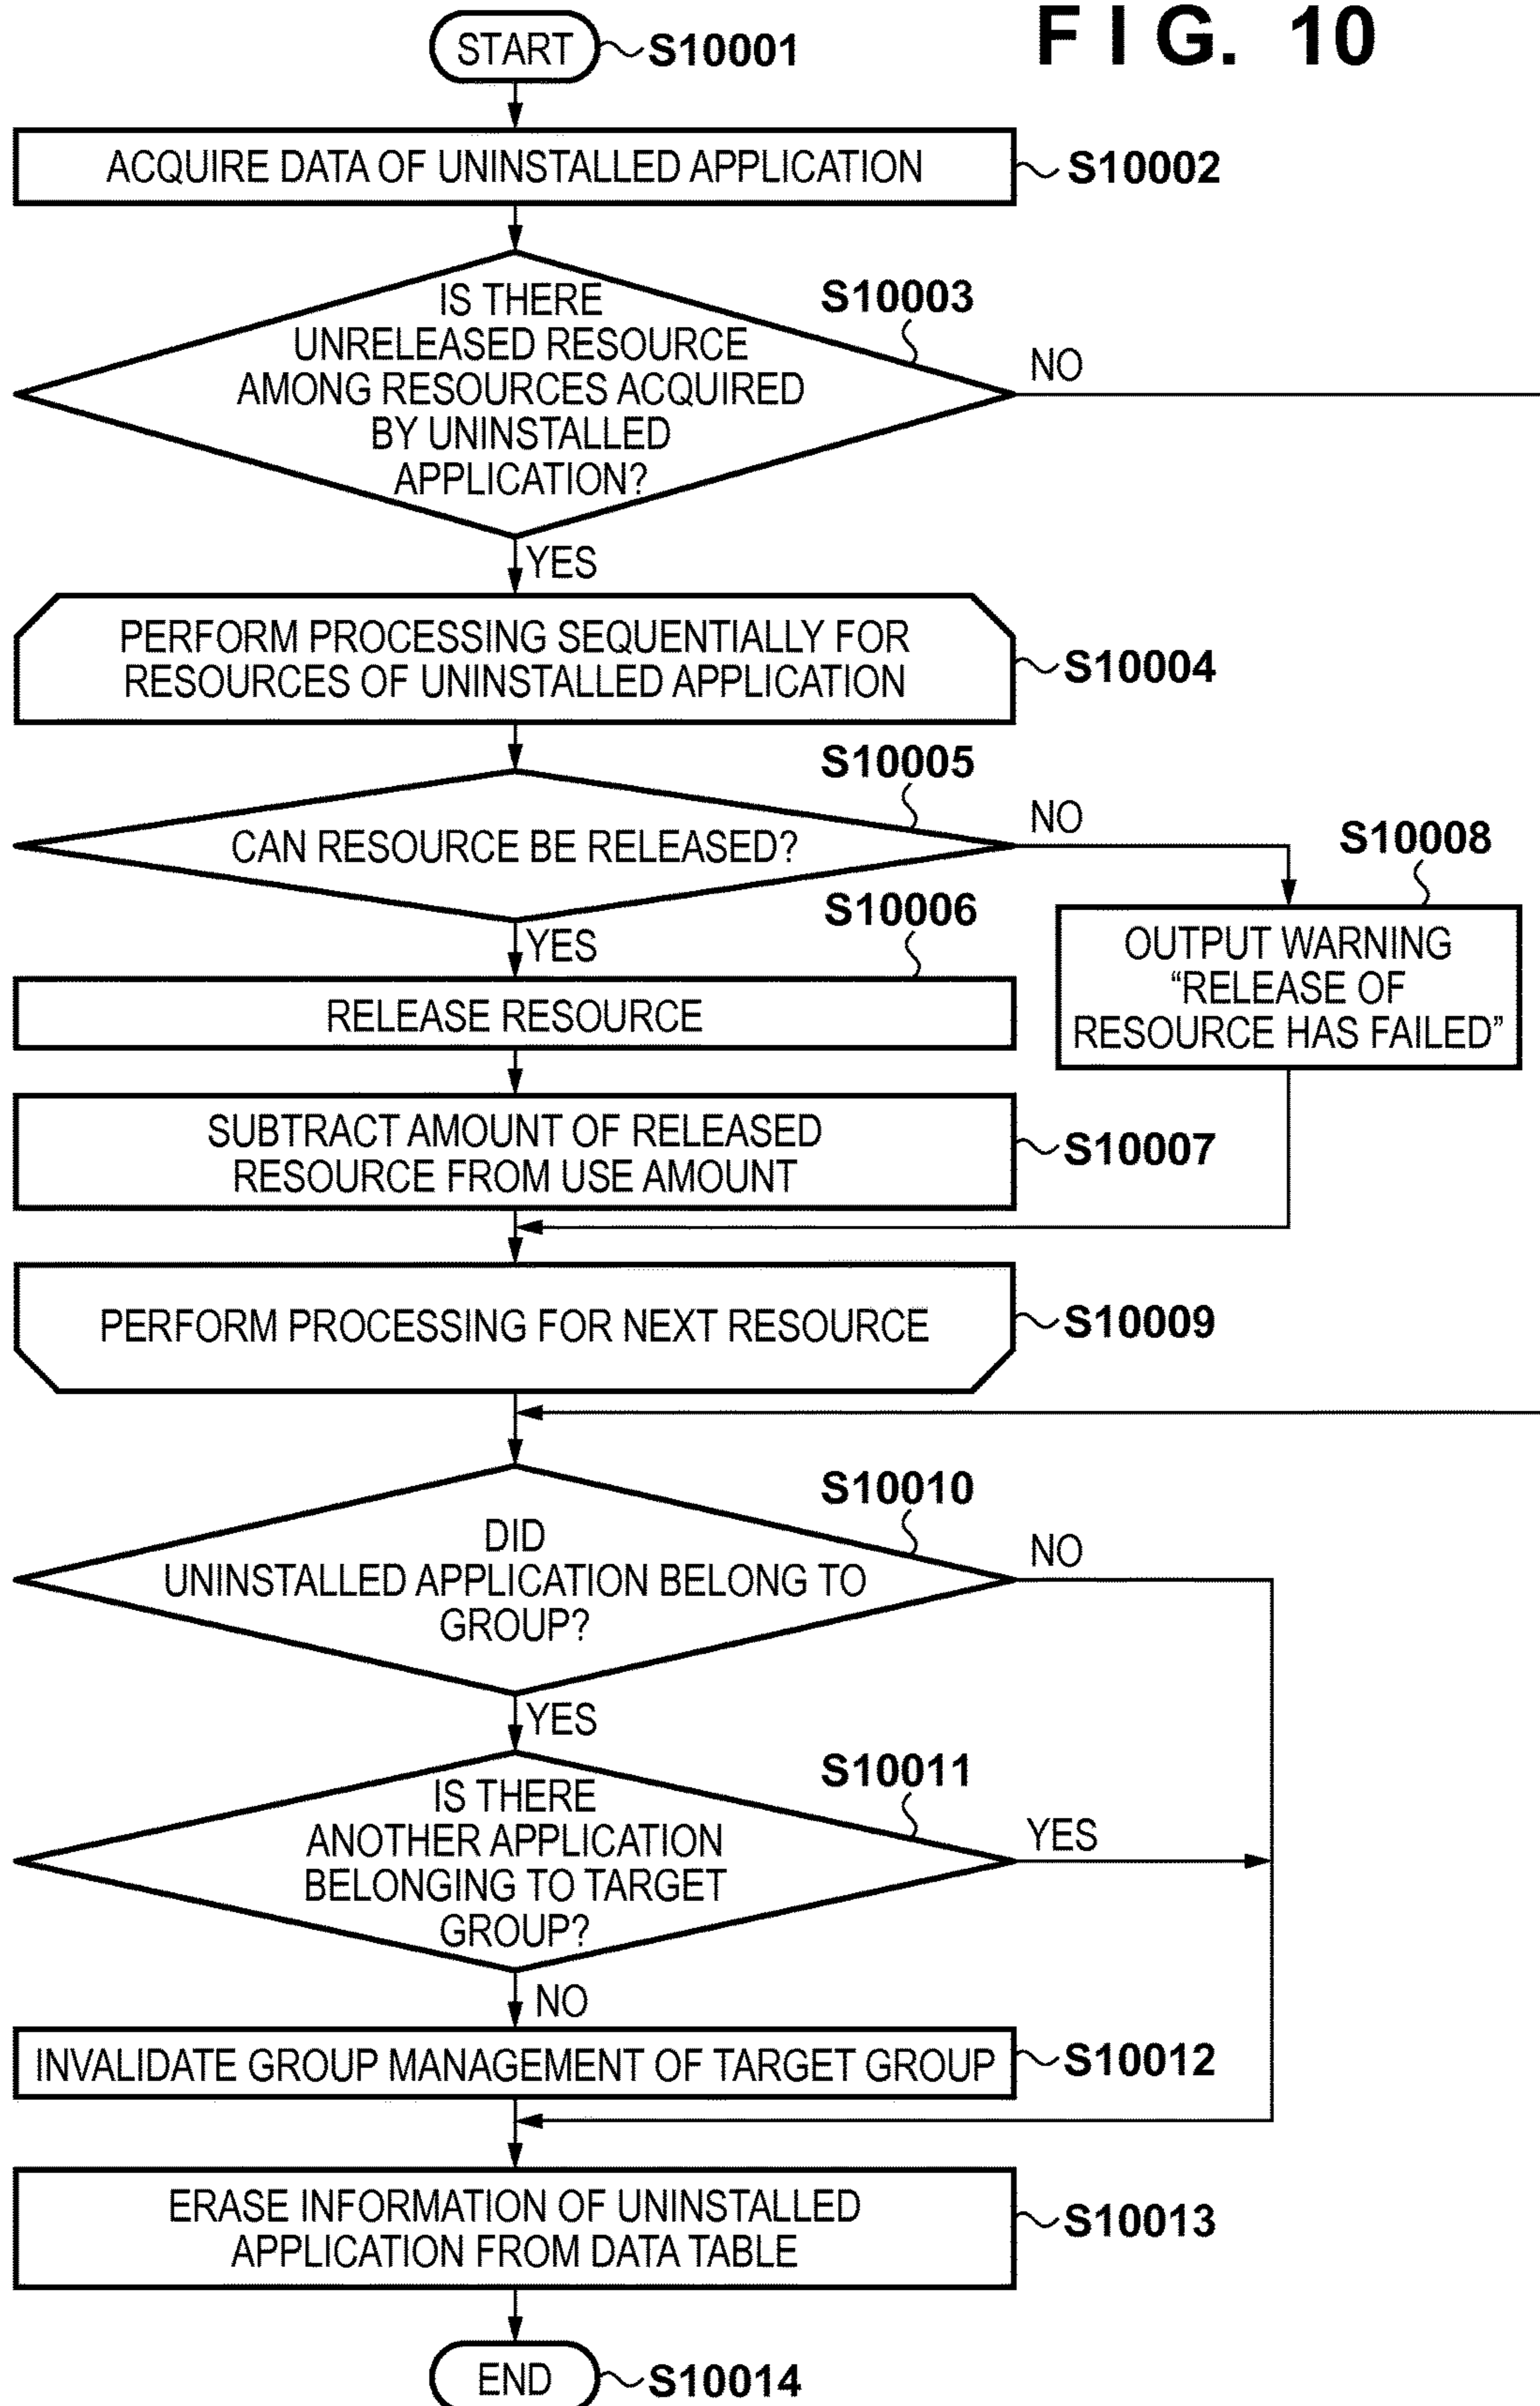 FIG. 10
START
S10001
ACQUIRE DATA OF UNINSTALLED APPLICATION
S10002
S10003
IS THERE
UNRELEASED RESOURCE
AMONG RESOURCES ACQUIRED
BY UNINSTALLED
APPLICATION?
NO
YES
PERFORM PROCESSING SEQUENTIALLY FOR
RESOURCES OF UNINSTALLED APPLICATION
S10004
S10005
CAN RESOURCE BE RELEASED?
NO
S10008
YES
S10006
OUTPUT WARNING
“RELEASE OF
RESOURCE HAS FAILED”
RELEASE RESOURCE
SUBTRACT AMOUNT OF RELEASED
RESOURCE FROM USE AMOUNT
S10007
PERFORM PROCESSING FOR NEXT RESOURCE
S10009
S10010
DID
UNINSTALLED APPLICATION BELONG TO
GROUP?
NO
YES
S10011
IS THERE
ANOTHER APPLICATION
BELONGING TO TARGET
GROUP?
YES
NO
INVALIDATE GROUP MANAGEMENT OF TARGET GROUP
S10012
ERASE INFORMATION OF UNINSTALLED
APPLICATION FROM DATA TABLE
S10013
END
S10014